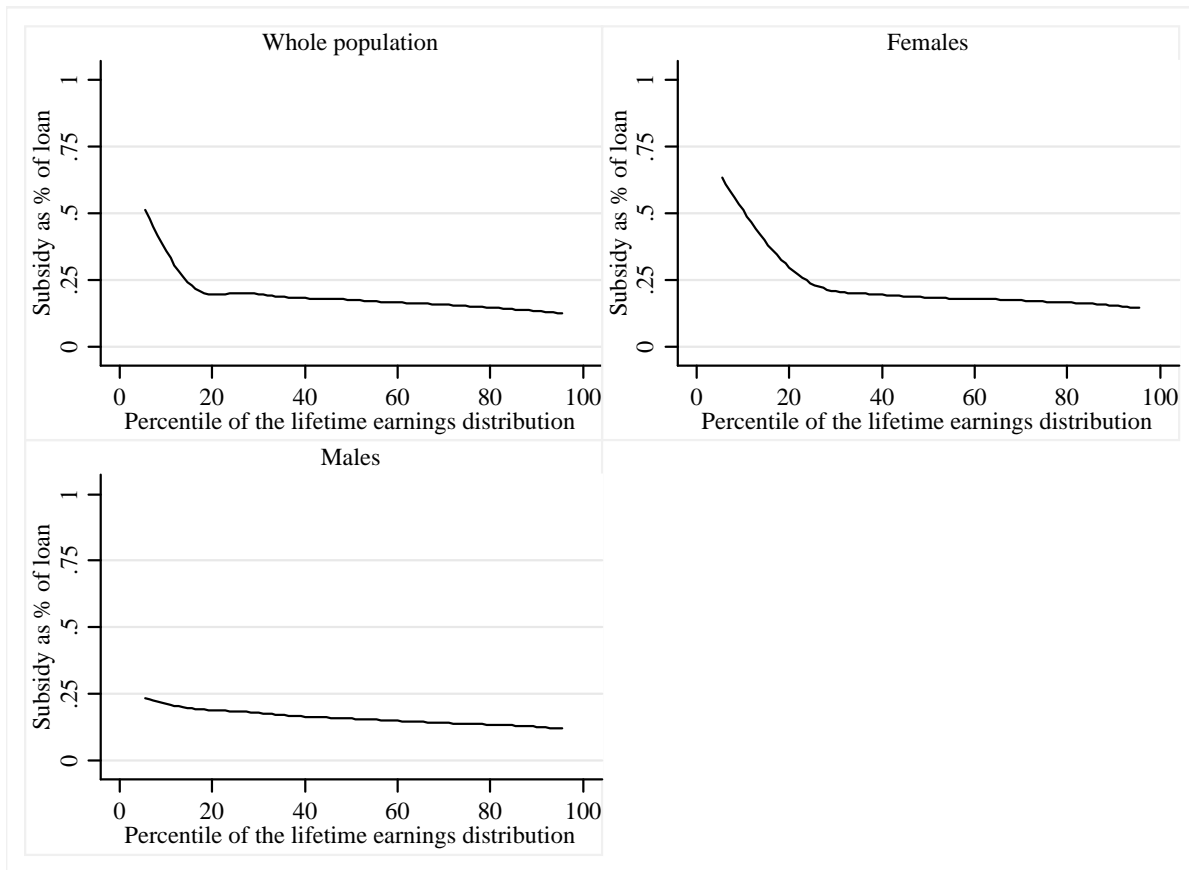 Whole population
Subsidy as % of loan
1
.75
.5
.25
0
0 20 40 60 80 100
Percentile of the lifetime earnings distribution
Females
Subsidy as % of loan
1
.75
.5
.25
0
0 20 40 60 80 100
Percentile of the lifetime earnings distribution
Males
Subsidy as % of loan
1
.75
.5
.25
0
0 20 40 60 80 100
Percentile of the lifetime earnings distribution